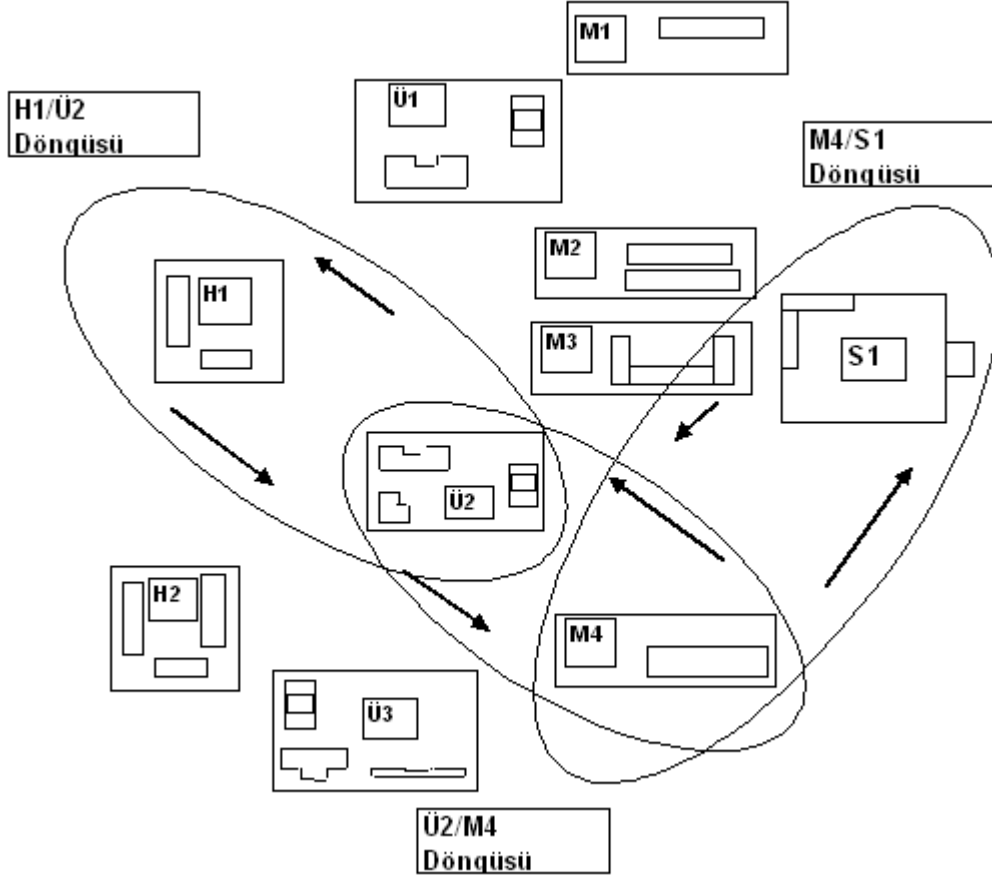 M1
Ü1
H1/Ü2
Döngüsü
M4/S1
Döngüsü
M2
H1
M3
S1
Ü2
H2
M4
Ü3
Ü2/M4
Döngüsü